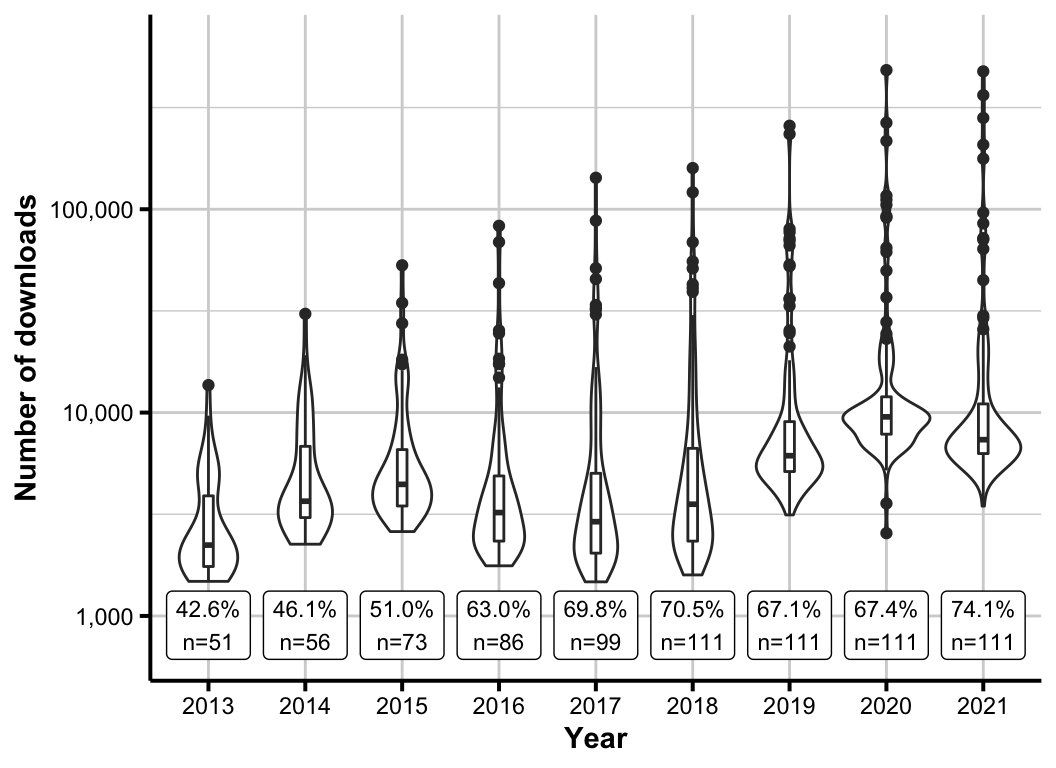 Number of downloads
100,000
10,000
1,000
42.6% 46.1% 51.0% 63.0% 69.8% 70.5% 67.1% 67.4% 74.1%
n=51 n=56 n=73 n=86 n=99 n=111 n=111 n=111 n=111
2013 2014 2015 2016 2017 2018 2019 2020 2021
Year